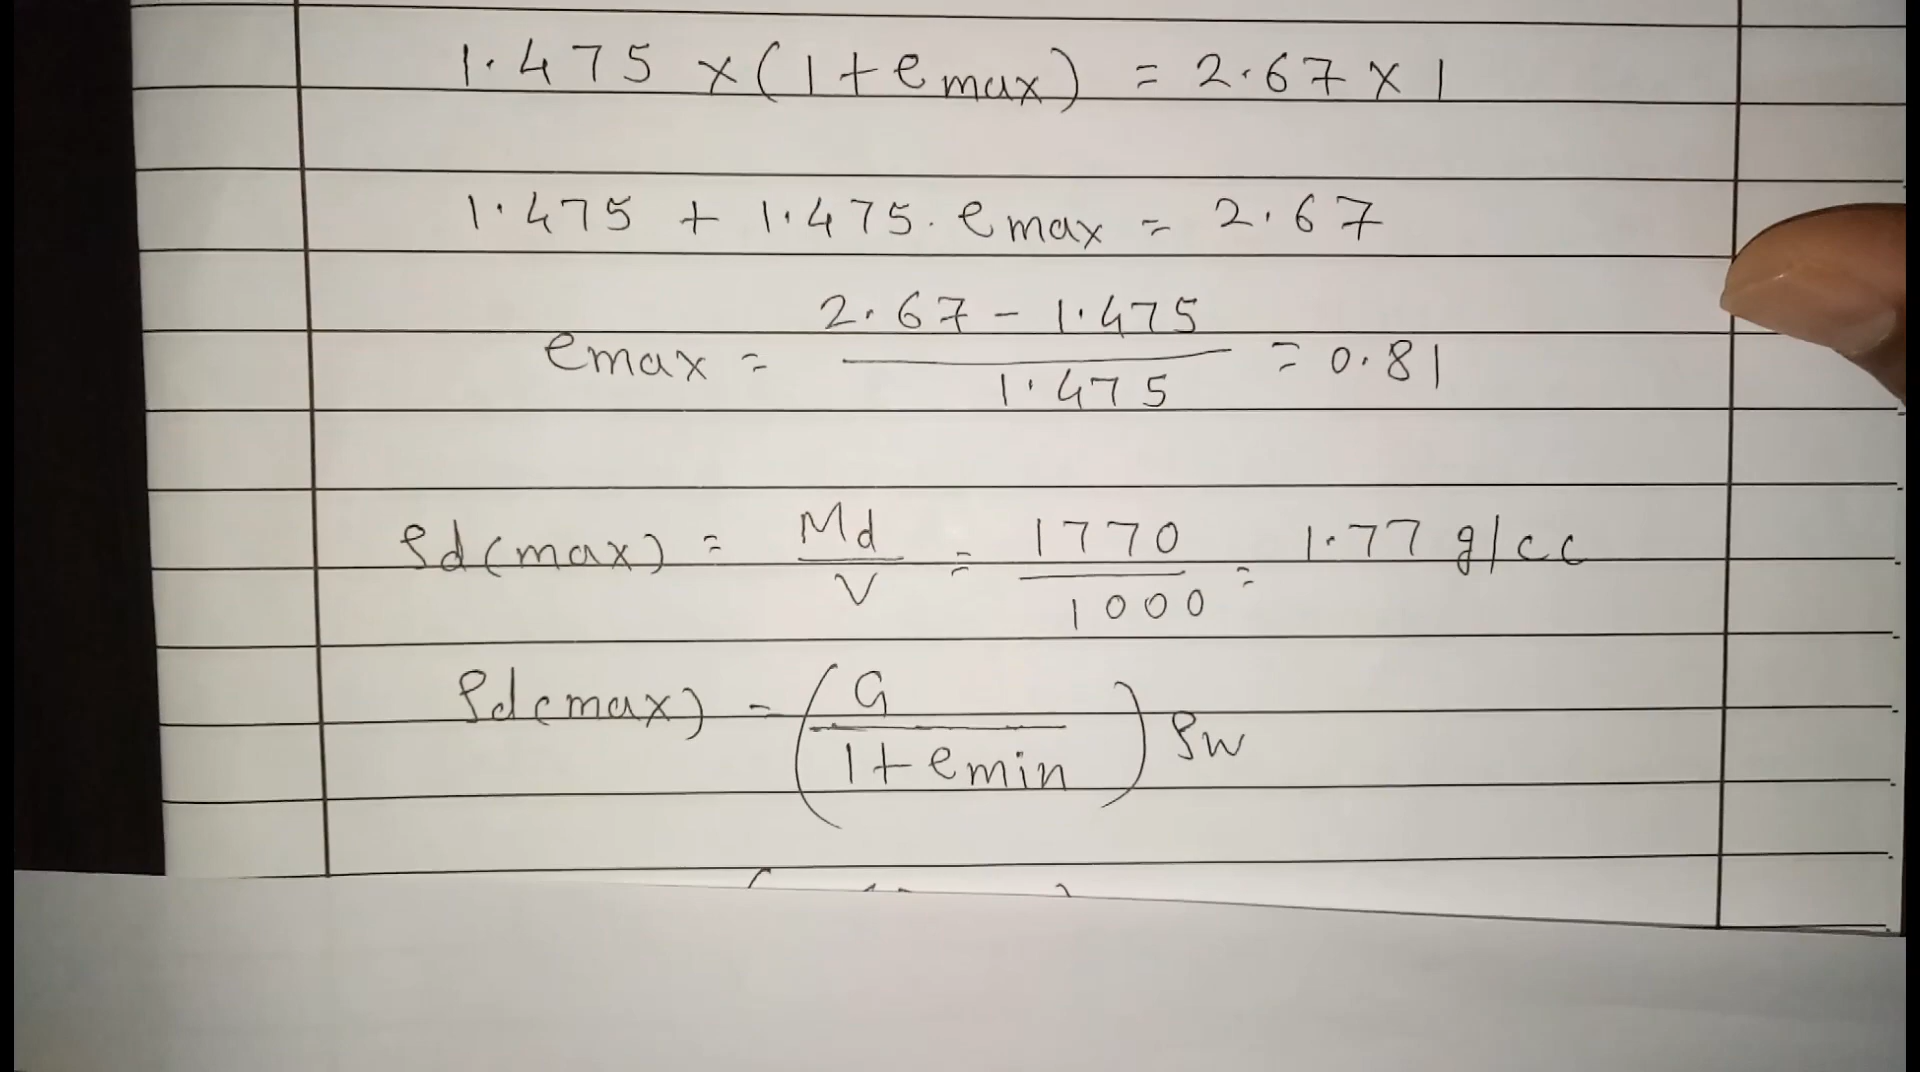 1.475 × (1 + emax) = 2.67 × 1
1.475 + 1.475. emax = 2.67
emax = 2.67 - 1.475 / 1.475 = 0.81
ρd(max) = Md / V = 1770 / 1000 = 1.77 g/cc
ρd(max) = (G / 1 + emin) ρw